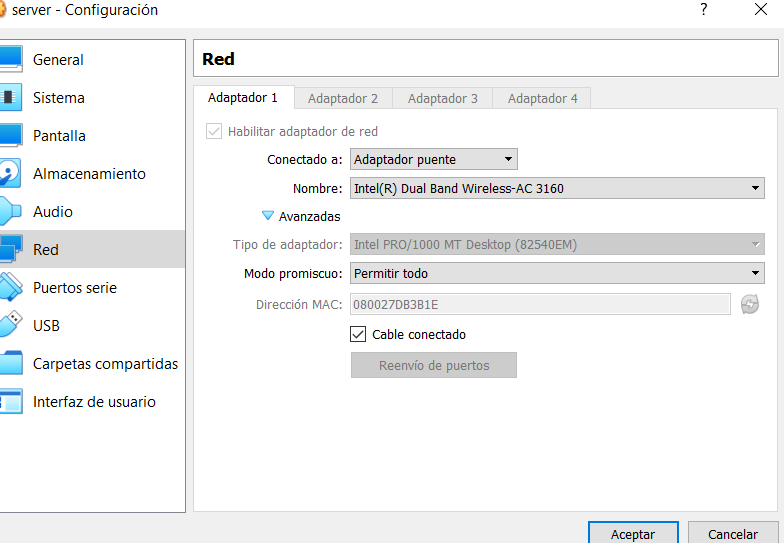 server - Configuración
?
General
Sistema
Pantalla
Almacenamiento
Audio
Red
Puertos serie
USB
Carpetas compartidas
Interfaz de usuario
Red
Adaptador 1 Adaptador 2 Adaptador 3 Adaptador 4
Habilitar adaptador de red
Conectado a: Adaptador puente
Nombre: Intel(R) Dual Band Wireless-AC 3160
Avanzadas
Tipo de adaptador: Intel PRO/1000 MT Desktop (82540EM)
Modo promiscuo: Permitir todo
Dirección MAC: 080027DB3B1E
Cable conectado
Reenvío de puertos
Aceptar Cancelar